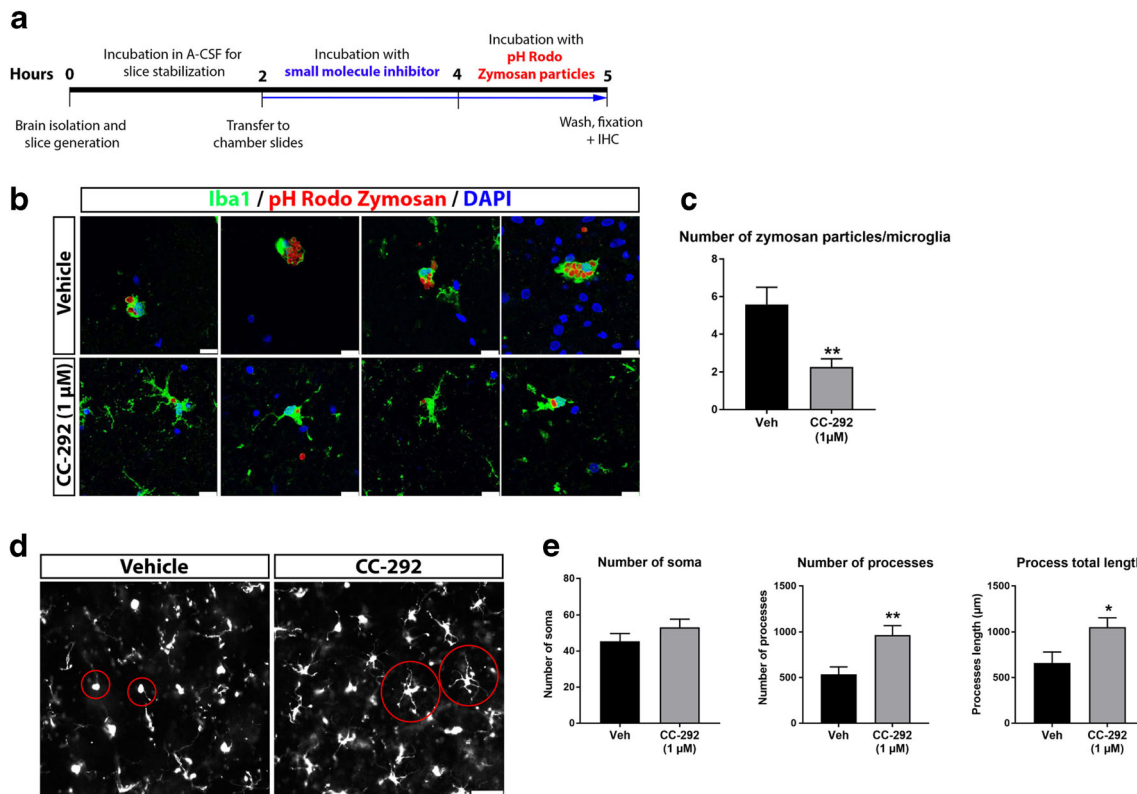 a
Incubation in A-CSF for
slice stabilization
Incubation with
small molecule inhibitor
Incubation with
pH Rodo
Zymosan particles
Hours 0 2 4 5
Brain isolation and
slice generation
Transfer to
chamber slides
Wash, fixation
+ IHC
b
Iba1 / pH Rodo Zymosan / DAPI
Vehicle
CC-292 (1 μM)
c
Number of zymosan particles/microglia
8
6
4
2
0
**
Veh
CC-292
(1μM)
d
Vehicle
CC-292
e
Number of soma
Number of soma
60
40
20
0
Veh
CC-292
(1 μM)
Number of processes
Number of processes
1500
1000
500
0
**
Veh
CC-292
(1 μM)
Process total length
Processes length (μm)
1500
1000
500
0
*
Veh
CC-292
(1 μM)